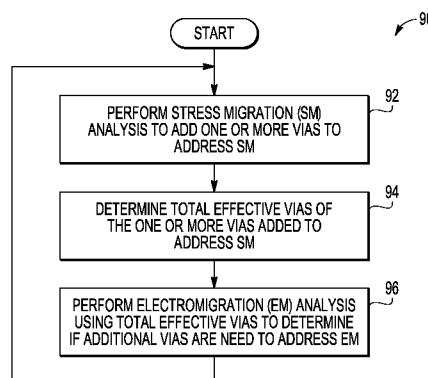 START
92
PERFORM STRESS MIGRATION (SM)
ANALYSIS TO ADD ONE OR MORE VIAS TO
ADDRESS SM
94
DETERMINE TOTAL EFFECTIVE VIAS OF
THE ONE OR MORE VIAS ADDED TO
ADDRESS SM
96
PERFORM ELECTROMIGRATION (EM) ANALYSIS
USING TOTAL EFFECTIVE VIAS TO DETERMINE
IF ADDITIONAL VIAS ARE NEED TO ADDRESS EM